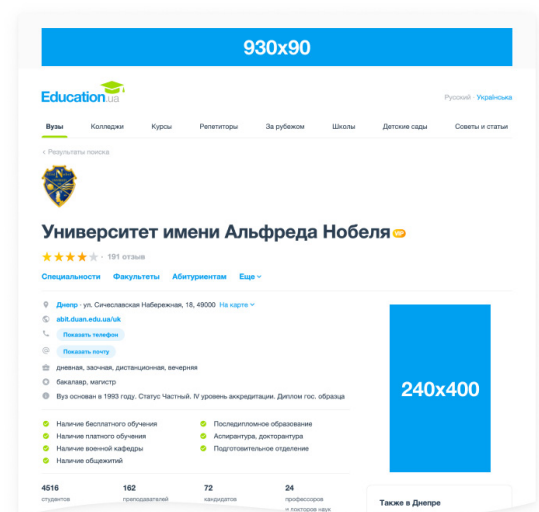 930x90
Education.ua
Русский · Українська
Вузы Колледжи Курсы Репетиторы За рубежом Школы Детские сады Советы и статьи
‹ Результаты поиска
N
Университет имени Альфреда Нобеля VIP
· 191 отзыв
Специальности Факультеты Абитуриентам Еще
Днепр · ул. Сичеславская Набережная, 18, 49000 На карте
abit.duan.edu.ua/uk
Показать телефон
Показать почту
дневная, заочная, дистанционная, вечерняя
бакалавр, магистр
Вуз основан в 1993 году. Статус Частный. IV уровень аккредитации. Диплом гос. образца
240x400
Наличие бесплатного обучения Последипломное образование
Наличие платного обучения Аспирантура, докторантура
Наличие военной кафедры Подготовительное отделение
Наличие общежитий
4516 162 72 24
студентов преподавателей кандидатов профессоров
и докторов наук
Также в Днепре